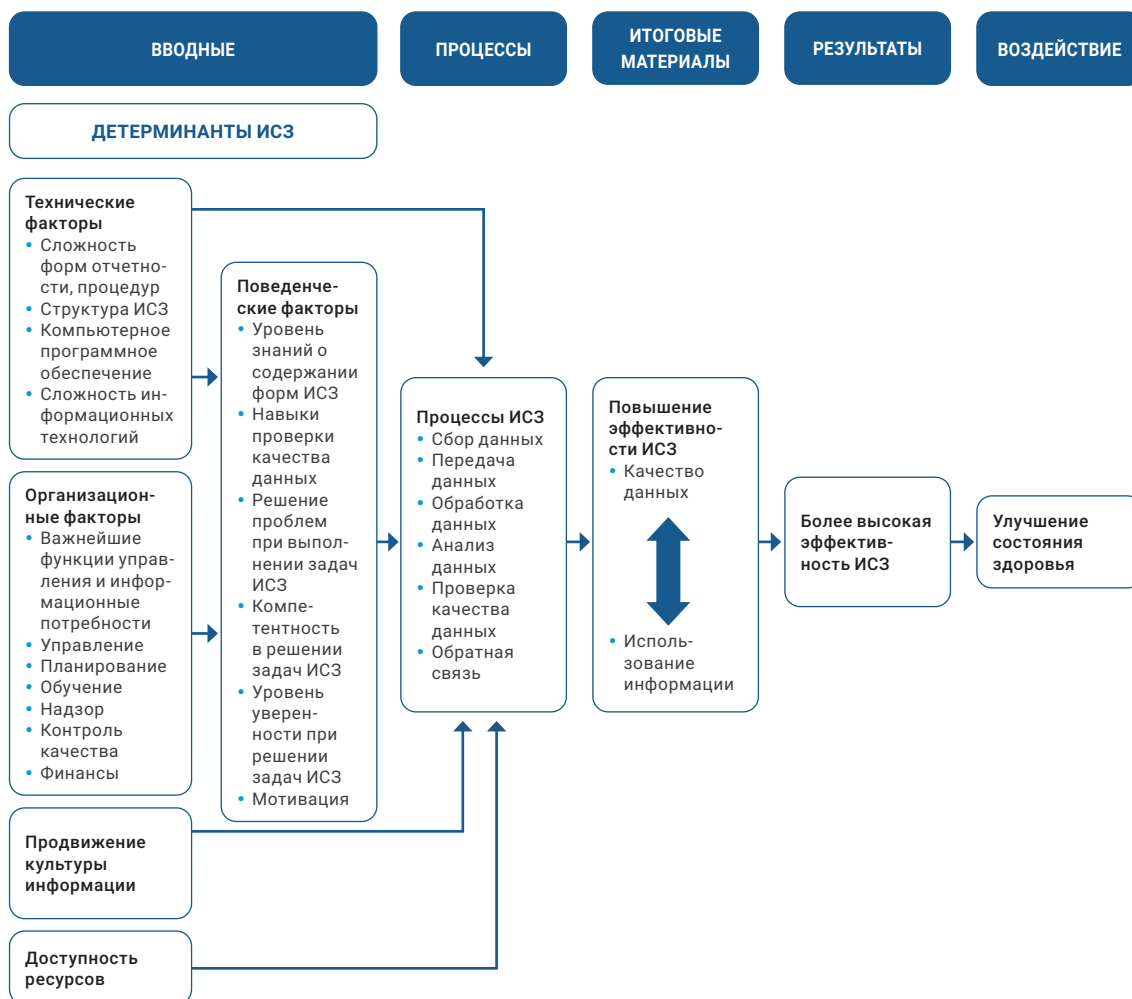 ВВОДНЫЕ
ПРОЦЕССЫ
ИТОГОВЫЕ
МАТЕРИАЛЫ
РЕЗУЛЬТАТЫ
ВОЗДЕЙСТВИЕ
ДЕТЕРМИНАНТЫ ИСЗ
Технические
факторы
• Сложность
форм отчетно-
сти, процедур
• Структура ИСЗ
• Компьютерное
программное
обеспечение
• Сложность ин-
формационных
технологий
Организацион-
ные факторы
• Важнейшие
функции управ-
ления и инфор-
мационные
потребности
• Управление
• Планирование
• Обучение
• Надзор
• Контроль
качества
• Финансы
Продвижение
культуры
информации
Доступность
ресурсов
Поведенче-
ские факторы
• Уровень
знаний о
содержании
форм ИСЗ
• Навыки
проверки
качества
данных
• Решение
проблем
при выпол-
нении задач
ИСЗ
• Компе-
тентность
в решении
задач ИСЗ
• Уровень
уверен-
ности при
решении
задач ИСЗ
• Мотивация
Процессы ИСЗ
• Сбор данных
• Передача
данных
• Обработка
данных
• Анализ
данных
• Проверка
качества
данных
• Обратная
связь
Повышение
эффективно-
сти ИСЗ
• Качество
данных
• Исполь-
зование
информации
Более высокая
эффектив-
ность ИСЗ
Улучшение
состояния
здоровья